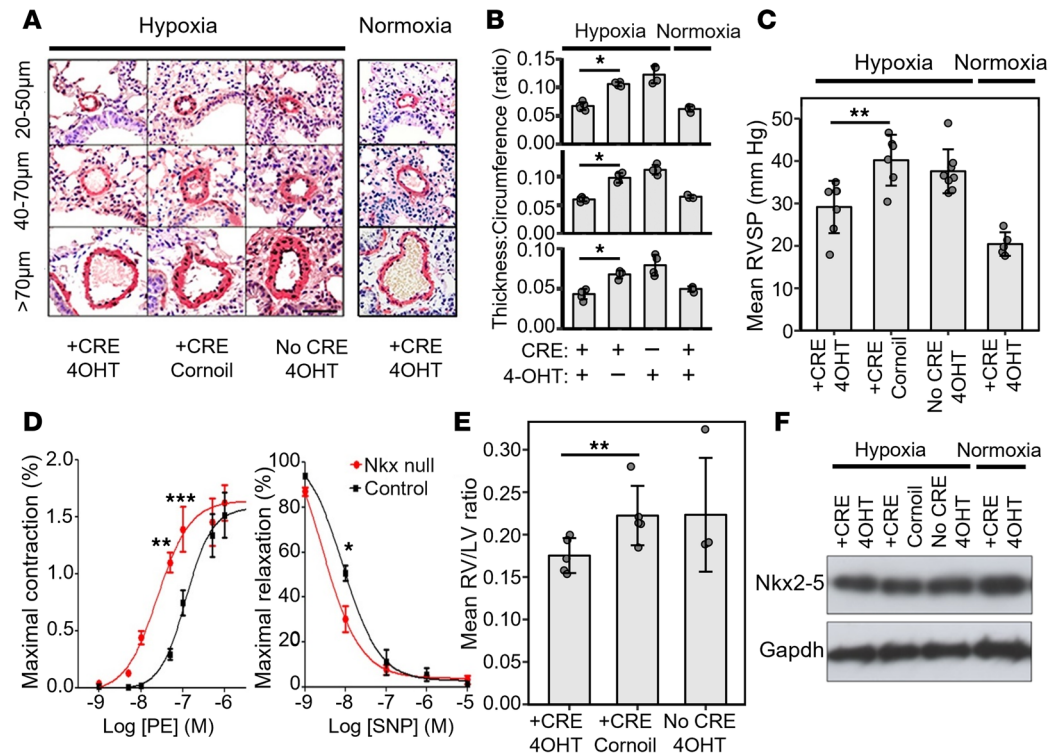 A
Hypoxia
Normoxia
20-50µm
40-70µm
>70µm
+CRE
4OHT
+CRE
Cornoil
No CRE
4OHT
+CRE
4OHT
B
Hypoxia
Normoxia
Thickness:Circumference (ratio)
0.15
0.10
0.05
0.00
*
0.10
0.05
0.00
*
0.10
0.05
0.00
*
CRE: + + − +
4-OHT: + − + +
C
Hypoxia
Normoxia
Mean RVSP (mm Hg)
50
40
30
20
0
**
+CRE
4OHT
+CRE
Cornoil
No CRE
4OHT
+CRE
4OHT
D
Maximal contraction (%)
2.0
1.5
1.0
0.5
0.0
***
**
-9 -8 -7 -6
Log [PE] (M)
Maximal relaxation (%)
100
80
60
40
20
0
Nkx null
Control
*
-9 -8 -7 -6 -5
Log [SNP] (M)
E
Mean RV/LV ratio
0.30
0.25
0.20
0.15
0.00
**
+CRE
4OHT
+CRE
Cornoil
No CRE
4OHT
F
Hypoxia
Normoxia
+CRE
4OHT
+CRE
Cornoil
No CRE
4OHT
+CRE
4OHT
Nkx2-5
Gapdh